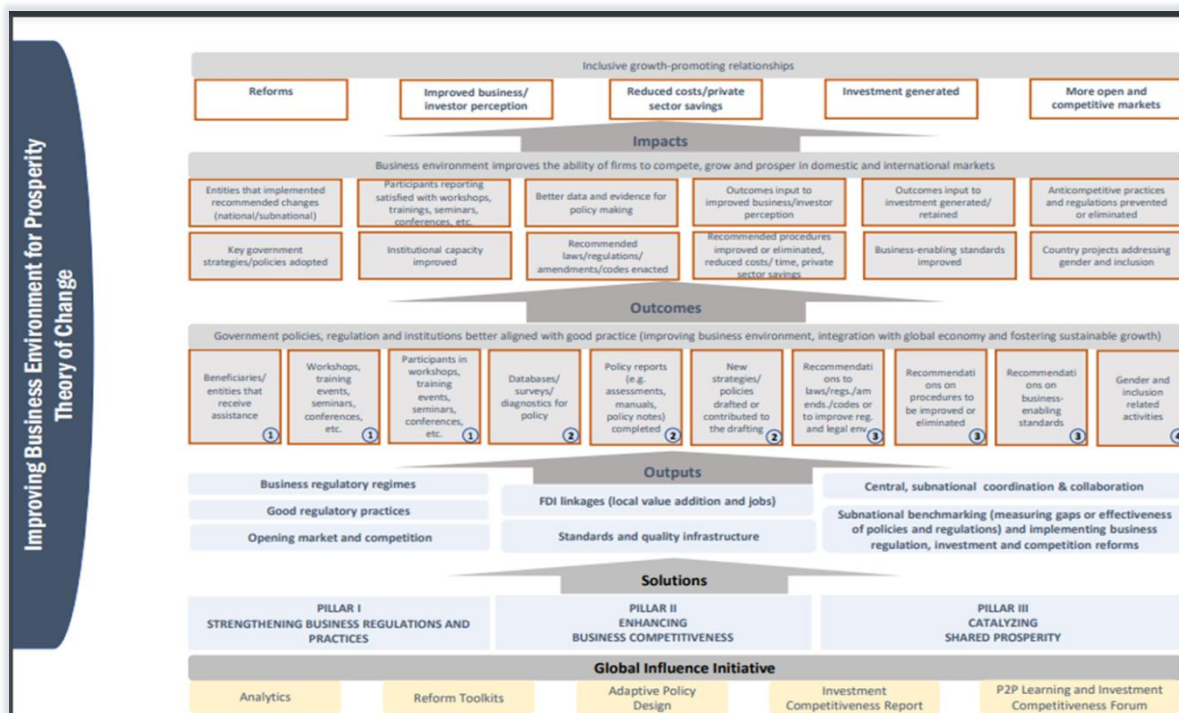 Improving Business Environment for Prosperity
Theory of Change
Inclusive growth-promoting relationships
Reforms
Improved business/
investor perception
Reduced costs/private
sector savings
Investment generated
More open
and competitive markets
Impacts
Business environment improves the ability of firms to compete, grow and prosper in domestic and international markets
Entities that implemented
recommended changes
(national/subnational)
Participants reporting
satisfied with workshops,
trainings, seminars,
conferences, etc.
Better data and evidence for
policy making
Outcomes input to
improved business/investor
perception
Outcomes input to
investment generated/
retained
Anticompetitive practices
and regulations prevented
or eliminated
Key government
strategies/policies adopted
Institutional capacity
improved
Recommended
laws/regulations/
amendments/codes enacted
Recommended procedures
improved or eliminated,
reduced costs/ time, private
sector savings
Business-enabling standards
improved
Country projects addressing
gender and inclusion
Outcomes
Government policies, regulation and institutions better aligned with good practice (improving business environment, integration with global economy and fostering sustainable growth)
Beneficiaries/
entities that
receive
assistance
1
Workshops,
training
events,
seminars,
conferences,
etc.
1
Participants in
workshops,
training
events,
seminars,
conferences,
etc.
1
Databases/
surveys/
diagnostics for
policy
2
Policy reports
(e.g.
assessments,
manuals,
policy notes)
completed
2
New
strategies/
policies
drafted or
contributed to
the drafting
2
Recommendati
ons to
laws/regs./am
ends./codes or
to improve reg.
and legal env.
3
Recommendati
ons on
procedures to
be improved or
eliminated
3
Recommendati
ons on
business-
enabling
standards
3
Gender and
inclusion
related
activities
4
Outputs
Business regulatory regimes
Good regulatory practices
Opening market and competition
FDI linkages (local value addition and jobs)
Standards and quality infrastructure
Central, subnational coordination & collaboration
Subnational benchmarking (measuring gaps or effectiveness
of policies and regulations) and implementing business
regulation, investment and competition reforms
Solutions
PILLAR I
STRENGTHENING BUSINESS REGULATIONS AND
PRACTICES
PILLAR II
ENHANCING
BUSINESS COMPETITIVENESS
PILLAR III
CATALYZING
SHARED PROSPERITY
Global Influence Initiative
Analytics
Reform Toolkits
Adaptive Policy
Design
Investment
Competitiveness Report
P2P Learning and Investment
Competitiveness Forum